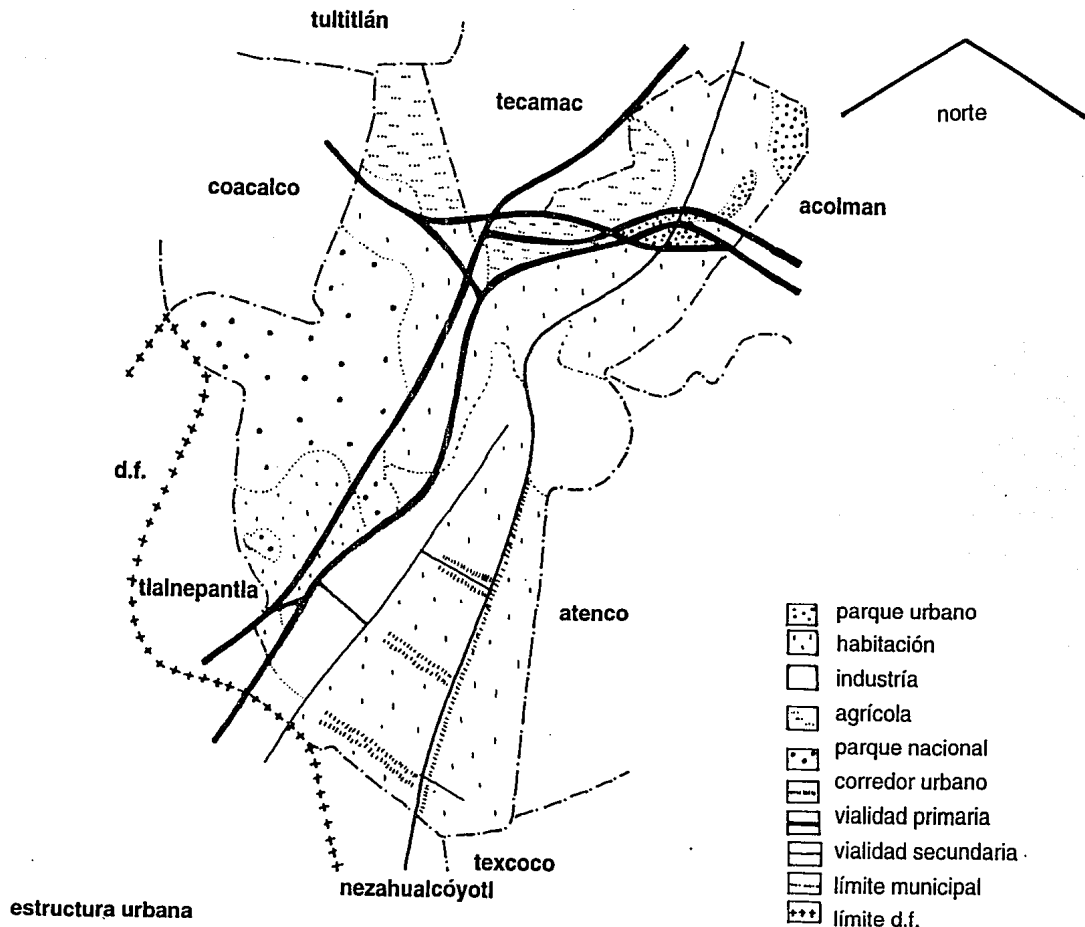 tultitlán
tecamac
norte
coacalco
acolman
d.f.
tlalnepantla
atenco
parque urbano
habitación
industría
agrícola
parque nacional
corredor urbano
vialidad primaria
vialidad secundaria
límite municipal
límite d.f.
texcoco
nezahualcóyotl
estructura urbana